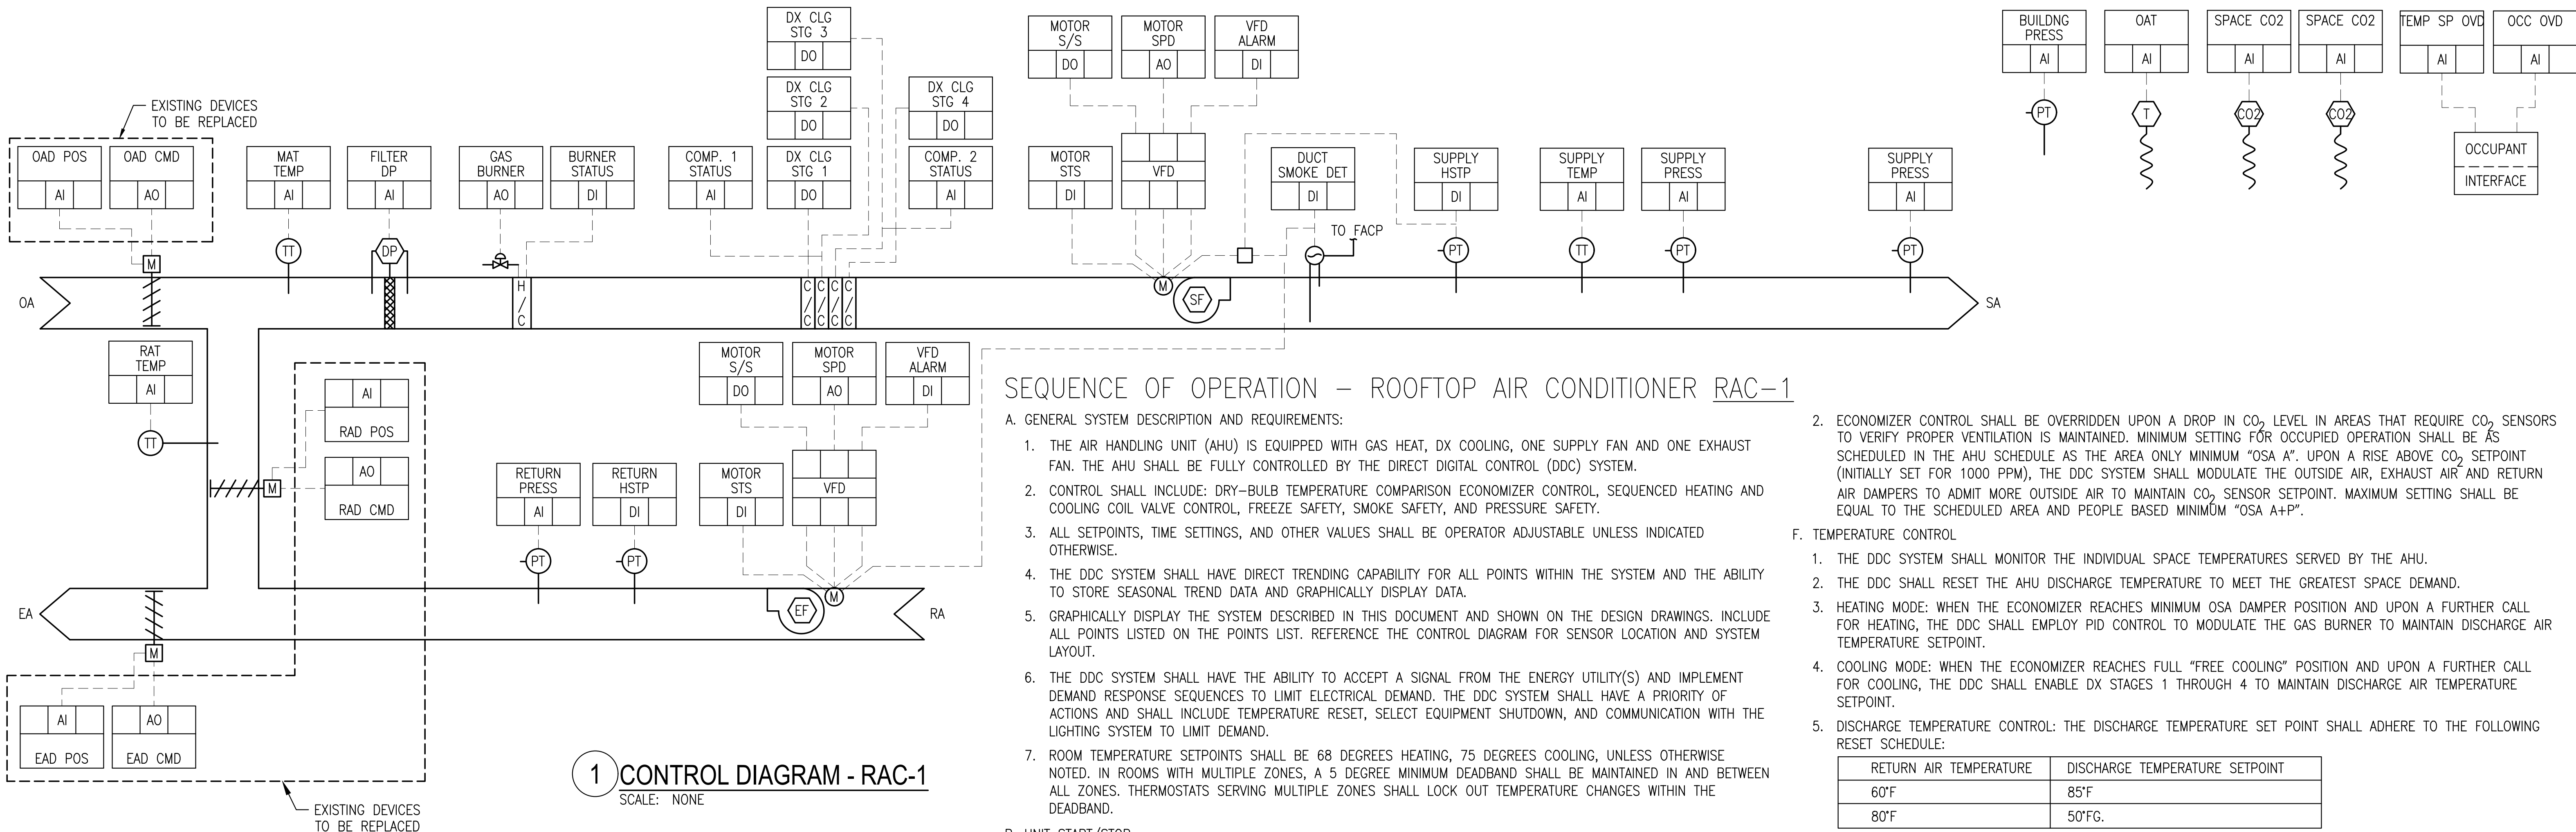 DX CLG
STG 3
DO
MOTOR
S/S
DO
MOTOR
SPD
AO
VFD
ALARM
DI
BUILDNG
PRESS
AI
OAT
AI
SPACE CO2
AI
SPACE CO2
AI
TEMP SP OVD
AI
OCC OVD
AI
EXISTING DEVICES
TO BE REPLACED
DX CLG
STG 2
DO
DX CLG
STG 4
DO
PT
T
CO2
CO2
OCCUPANT
INTERFACE
OAD POS
AI
OAD CMD
AO
MAT
TEMP
AI
FILTER
DP
AI
GAS
BURNER
AO
BURNER
STATUS
DI
COMP. 1
STATUS
AI
DX CLG
STG 1
DO
COMP. 2
STATUS
AI
MOTOR
STS
DI
VFD
DUCT
SMOKE DET
DI
SUPPLY
HSTP
DI
SUPPLY
TEMP
AI
SUPPLY
PRESS
AI
SUPPLY
PRESS
AI
TO FACP
M
TT
DP
PT
TT
PT
PT
OA
H
/
C
C
/
C
C
/
C
C
/
C
C
/
C
M
SF
SA
RAT
TEMP
AI
TT
AI
RAD POS
AO
RAD CMD
M
MOTOR
S/S
DO
MOTOR
SPD
AO
VFD
ALARM
DI
RETURN
PRESS
AI
RETURN
HSTP
DI
MOTOR
STS
DI
VFD
PT
PT
M
EA
EF
RA
M
AI
EAD POS
AO
EAD CMD
EXISTING DEVICES
TO BE REPLACED
1 CONTROL DIAGRAM - RAC-1
SCALE: NONE
SEQUENCE OF OPERATION – ROOFTOP AIR CONDITIONER RAC–1
A. GENERAL SYSTEM DESCRIPTION AND REQUIREMENTS:
1. THE AIR HANDLING UNIT (AHU) IS EQUIPPED WITH GAS HEAT, DX COOLING, ONE SUPPLY FAN AND ONE EXHAUST
FAN. THE AHU SHALL BE FULLY CONTROLLED BY THE DIRECT DIGITAL CONTROL (DDC) SYSTEM.
2. CONTROL SHALL INCLUDE: DRY–BULB TEMPERATURE COMPARISON ECONOMIZER CONTROL, SEQUENCED HEATING AND
COOLING COIL VALVE CONTROL, FREEZE SAFETY, SMOKE SAFETY, AND PRESSURE SAFETY.
3. ALL SETPOINTS, TIME SETTINGS, AND OTHER VALUES SHALL BE OPERATOR ADJUSTABLE UNLESS INDICATED
OTHERWISE.
4. THE DDC SYSTEM SHALL HAVE DIRECT TRENDING CAPABILITY FOR ALL POINTS WITHIN THE SYSTEM AND THE ABILITY
TO STORE SEASONAL TREND DATA AND GRAPHICALLY DISPLAY DATA.
5. GRAPHICALLY DISPLAY THE SYSTEM DESCRIBED IN THIS DOCUMENT AND SHOWN ON THE DESIGN DRAWINGS. INCLUDE
ALL POINTS LISTED ON THE POINTS LIST. REFERENCE THE CONTROL DIAGRAM FOR SENSOR LOCATION AND SYSTEM
LAYOUT.
6. THE DDC SYSTEM SHALL HAVE THE ABILITY TO ACCEPT A SIGNAL FROM THE ENERGY UTILITY(S) AND IMPLEMENT
DEMAND RESPONSE SEQUENCES TO LIMIT ELECTRICAL DEMAND. THE DDC SYSTEM SHALL HAVE A PRIORITY OF
ACTIONS AND SHALL INCLUDE TEMPERATURE RESET, SELECT EQUIPMENT SHUTDOWN, AND COMMUNICATION WITH THE
LIGHTING SYSTEM TO LIMIT DEMAND.
7. ROOM TEMPERATURE SETPOINTS SHALL BE 68 DEGREES HEATING, 75 DEGREES COOLING, UNLESS OTHERWISE
NOTED. IN ROOMS WITH MULTIPLE ZONES, A 5 DEGREE MINIMUM DEADBAND SHALL BE MAINTAINED IN AND BETWEEN
ALL ZONES. THERMOSTATS SERVING MULTIPLE ZONES SHALL LOCK OUT TEMPERATURE CHANGES WITHIN THE
DEADBAND.
B. UNIT START/STOP
2. ECONOMIZER CONTROL SHALL BE OVERRIDDEN UPON A DROP IN CO2 LEVEL IN AREAS THAT REQUIRE CO2 SENSORS
TO VERIFY PROPER VENTILATION IS MAINTAINED. MINIMUM SETTING FOR OCCUPIED OPERATION SHALL BE AS
SCHEDULED IN THE AHU SCHEDULE AS THE AREA ONLY MINIMUM "OSA A". UPON A RISE ABOVE CO2 SETPOINT
(INITIALLY SET FOR 1000 PPM), THE DDC SYSTEM SHALL MODULATE THE OUTSIDE AIR, EXHAUST AIR AND RETURN
AIR DAMPERS TO ADMIT MORE OUTSIDE AIR TO MAINTAIN CO2 SENSOR SETPOINT. MAXIMUM SETTING SHALL BE
EQUAL TO THE SCHEDULED AREA AND PEOPLE BASED MINIMUM "OSA A+P".
F. TEMPERATURE CONTROL
1. THE DDC SYSTEM SHALL MONITOR THE INDIVIDUAL SPACE TEMPERATURES SERVED BY THE AHU.
2. THE DDC SHALL RESET THE AHU DISCHARGE TEMPERATURE TO MEET THE GREATEST SPACE DEMAND.
3. HEATING MODE: WHEN THE ECONOMIZER REACHES MINIMUM OSA DAMPER POSITION AND UPON A FURTHER CALL
FOR HEATING, THE DDC SHALL EMPLOY PID CONTROL TO MODULATE THE GAS BURNER TO MAINTAIN DISCHARGE AIR
TEMPERATURE SETPOINT.
4. COOLING MODE: WHEN THE ECONOMIZER REACHES FULL "FREE COOLING" POSITION AND UPON A FURTHER CALL
FOR COOLING, THE DDC SHALL ENABLE DX STAGES 1 THROUGH 4 TO MAINTAIN DISCHARGE AIR TEMPERATURE
SETPOINT.
5. DISCHARGE TEMPERATURE CONTROL: THE DISCHARGE TEMPERATURE SET POINT SHALL ADHERE TO THE FOLLOWING
RESET SCHEDULE:
RETURN AIR TEMPERATURE DISCHARGE TEMPERATURE SETPOINT
60°F 85°F
80°F 50°FG.